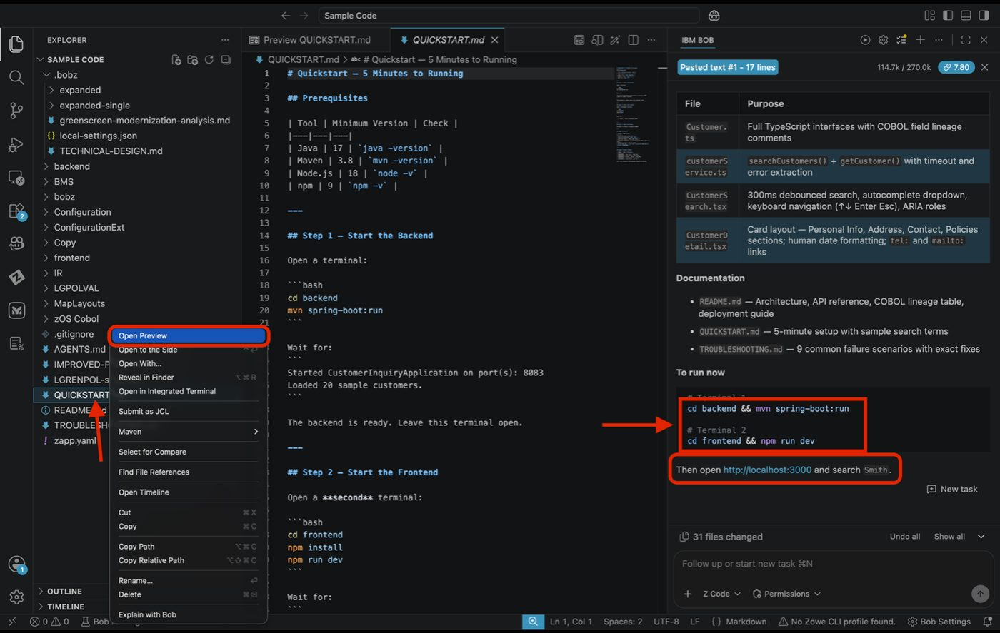 Sample Code
EXPLORER
SAMPLE CODE
.bobz
expanded
expanded-single
greenscreen-modernization-analysis.md
{} local-settings.json
TECHNICAL-DESIGN.md
backend
BMS
bobz
Configuration
ConfigurationExt
Copy
frontend
IR
LGPOLVAL
MapLayouts
zOS Cobol
.gitignore
AGENTS.md
IMPROVED-P
LGRENPOL-s
QUICKSTART
README.md
TROUBLESH
! zapp.yaml
OUTLINE
TIMELINE
2
1
Open Preview
Open to the Side
Open With...
Reveal in Finder ⌥⌘R
Open in Integrated Terminal
Submit as JCL
Maven
Select for Compare
Find File References
Open Timeline
Cut ⌘X
Copy ⌘C
Copy Path ⌥⌘C
Copy Relative Path ⌥⇧⌘C
Rename...
Delete
Explain with Bob
Preview QUICKSTART.md
QUICKSTART.md
QUICKSTART.md > abc # Quickstart — 5 Minutes to Running
1 # Quickstart — 5 Minutes to Running
2
3 ## Prerequisites
4
5 | Tool | Minimum Version | Check |
6 |---|---|---|
7 | Java | 17 | `java -version` |
8 | Maven | 3.8 | `mvn -version` |
9 | Node.js | 18 | `node -v` |
10 | npm | 9 | `npm -v` |
11
12 ---
13
14 ## Step 1 — Start the Backend
15
16 Open a terminal:
17
18 ```bash
19 cd backend
20 mvn spring-boot:run
21 ```
Wait for:
```
Started CustomerInquiryApplication on port(s): 8083
Loaded 20 sample customers.
```
The backend is ready. Leave this terminal open.
---
## Step 2 — Start the Frontend
Open a **second** terminal:
```bash
cd frontend
npm install
npm run dev
```
Wait for:
```
IBM BOB
Pasted text #1 - 17 lines
114.7k / 270.0k
7.80
File Purpose
Customer.ts Full TypeScript interfaces with COBOL field lineage
comments
customerService.ts searchCustomers() + getCustomer() with timeout and
error extraction
CustomerSearch.tsx 300ms debounced search, autocomplete dropdown,
keyboard navigation (↑↓ Enter Esc), ARIA roles
CustomerDetail.tsx Card layout — Personal Info, Address, Contact, Policies
sections; human date formatting; tel: and mailto:
links
Documentation
• README.md — Architecture, API reference, COBOL lineage table,
deployment guide
• QUICKSTART.md — 5-minute setup with sample search terms
• TROUBLESHOOTING.md — 9 common failure scenarios with exact fixes
To run now
# Terminal 1
cd backend && mvn spring-boot:run
# Terminal 2
cd frontend && npm run dev
Then open http://localhost:3000 and search Smith.
New task
31 files changed
Undo all
Show all
Follow up or start new task ⌘N
Z Code
Permissions
0 0
Bob
Ln 1, Col 1
Spaces: 2
UTF-8
LF
{} Markdown
No Zowe CLI profile found.
Bob Settings